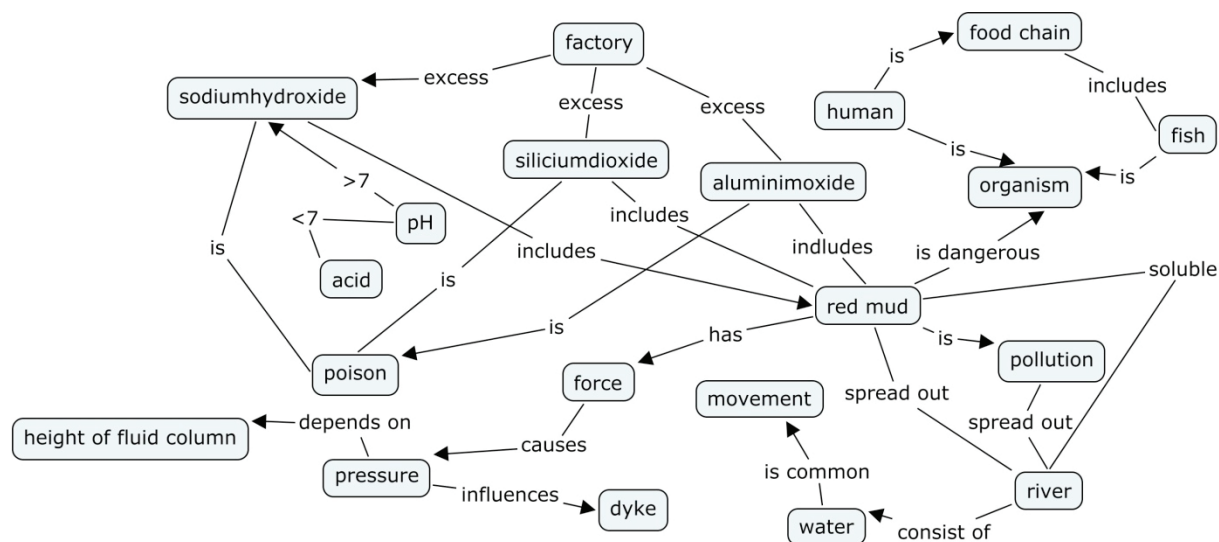 factory
food chain
is
excess
sodiumhydroxide
includes
excess
excess
human
fish
is
siliciumdioxide
aluminimoxide
is
organism
>7
<7
pH
includes
is
includes
indludes
is dangerous
soluble
acid
is
red mud
is
has
is
poison
force
pollution
movement
spread out
spread out
height of fluid column
depends on
causes
pressure
is common
influences
river
dyke
water
consist of